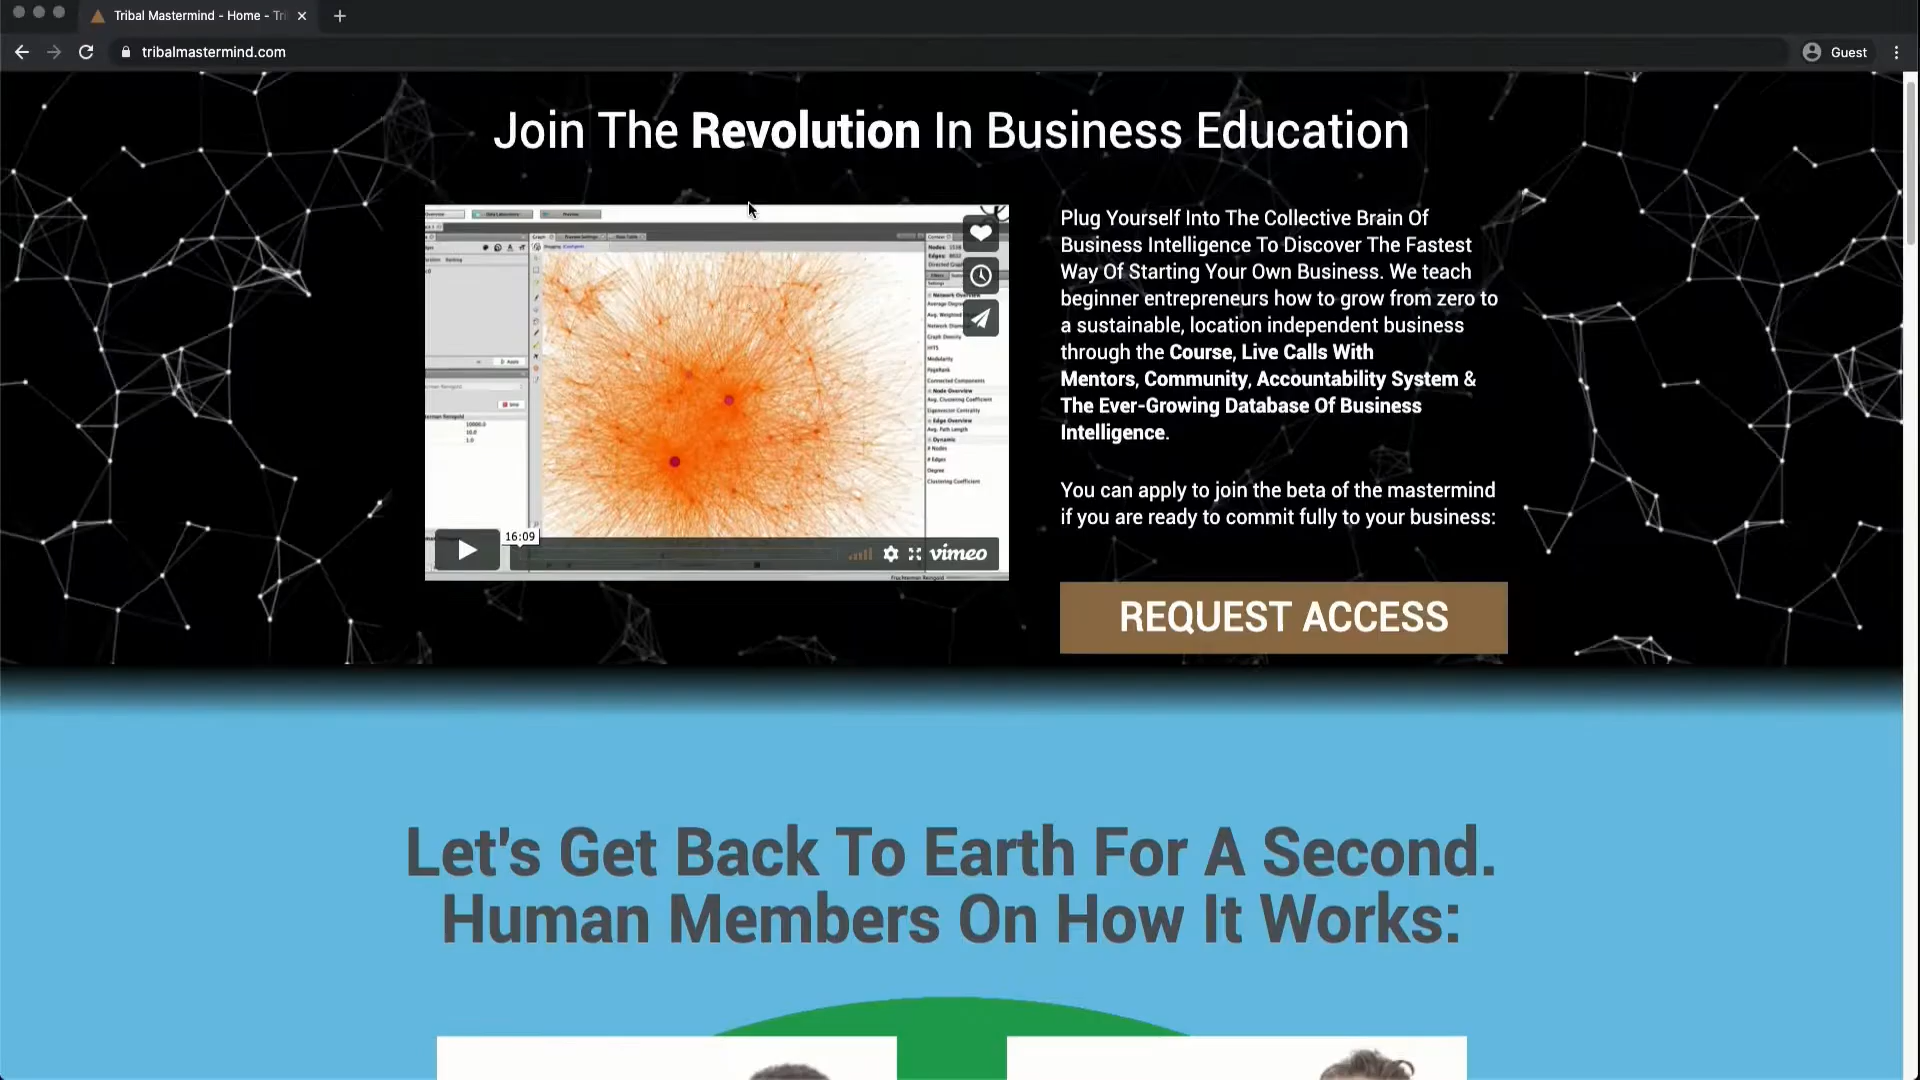 Tribal Mastermind - Home - Tri
tribalmastermind.com
Guest
Join The Revolution In Business Education
Plug Yourself Into The Collective Brain Of
Business Intelligence To Discover The Fastest
Way Of Starting Your Own Business. We teach
beginner entrepreneurs how to grow from zero to
a sustainable, location independent business
through the Course, Live Calls With
Mentors, Community, Accountability System &
The Ever-Growing Database Of Business
Intelligence.
You can apply to join the beta of the mastermind
if you are ready to commit fully to your business:
REQUEST ACCESS
16:09
vimeo
Let's Get Back To Earth For A Second.
Human Members On How It Works: